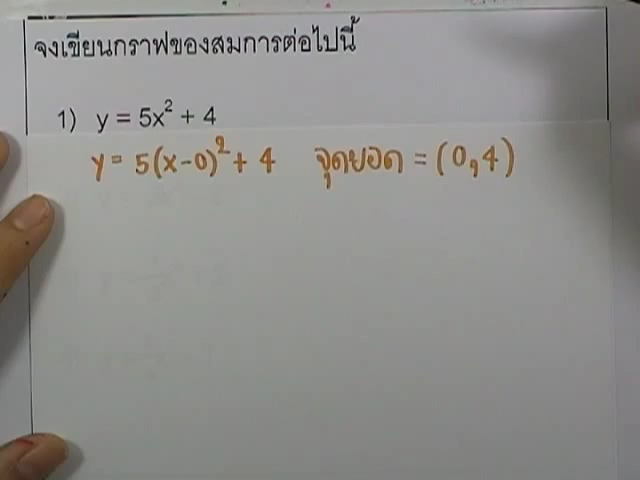 จงเขียนกราฟของสมการต่อไปนี้
1) y = 5x² + 4
y = 5(x-0)² + 4 จุดยอด = (0,4)